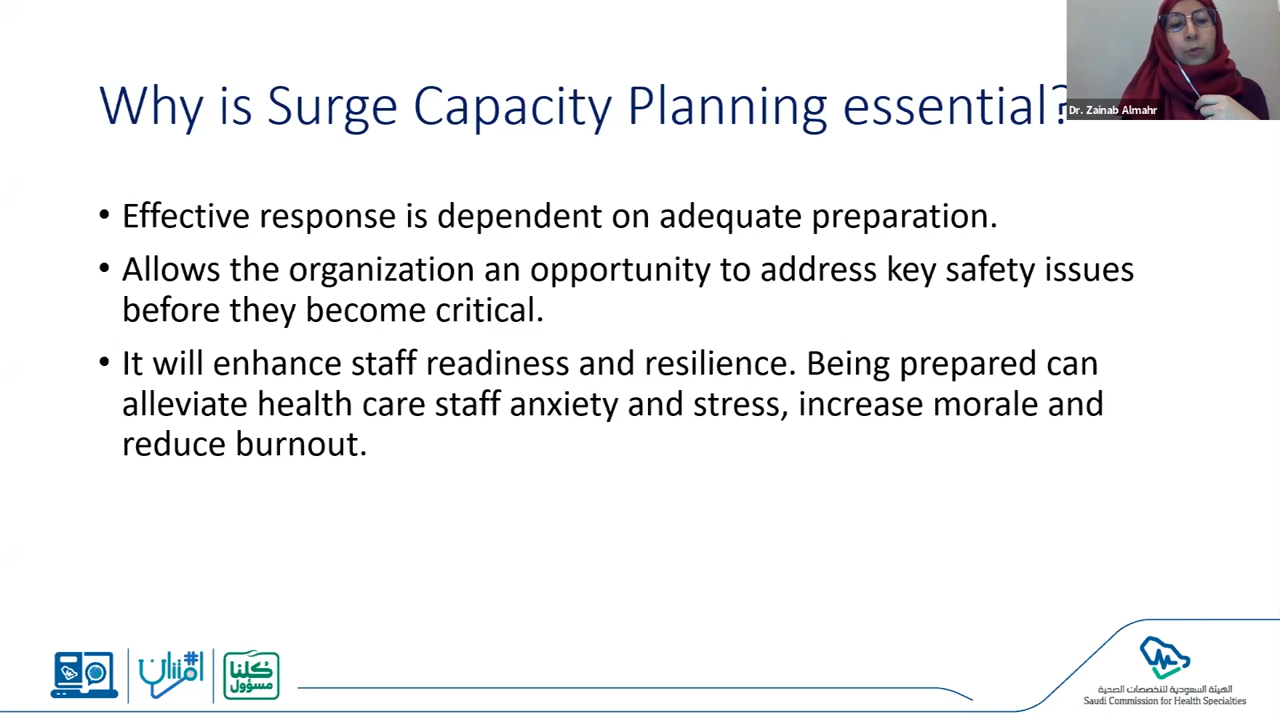 Why is Surge Capacity Planning essential?
Dr. Zainab Almahr
• Effective response is dependent on adequate preparation.
• Allows the organization an opportunity to address key safety issues
before they become critical.
• It will enhance staff readiness and resilience. Being prepared can
alleviate health care staff anxiety and stress, increase morale and
reduce burnout.
#امتنان
كلنا
مسؤول
الهيئة السعودية للتخصصات الصحية
Saudi Commission for Health Specialties